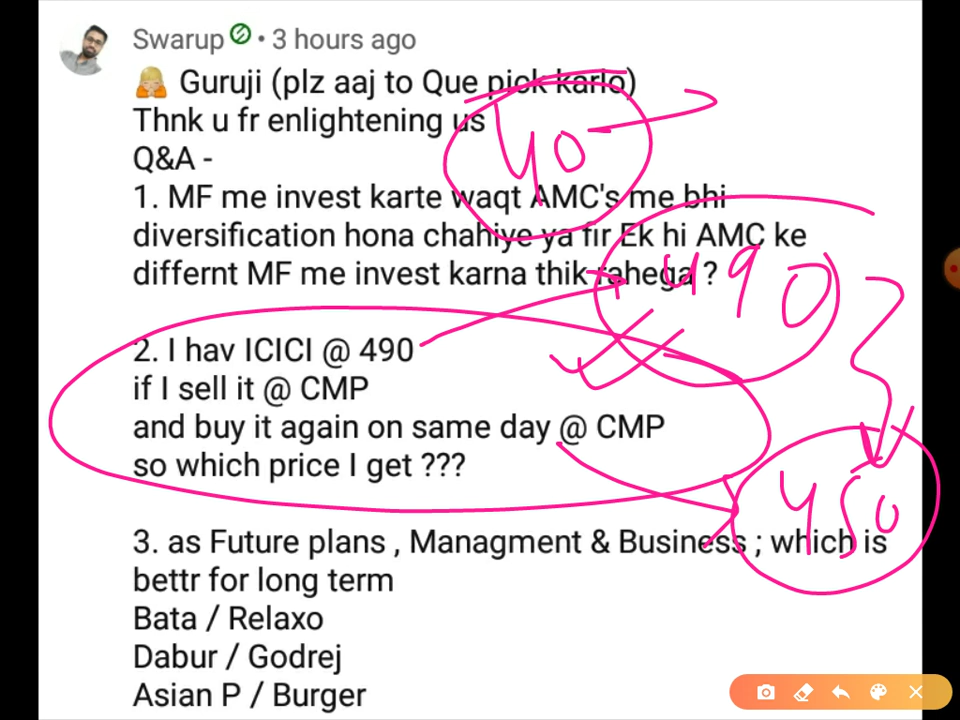 Swarup • 3 hours ago
🙏 Guruji (plz aaj to Que pick karlo)
Thnk u fr enlightening us
40
Q&A -
1. MF me invest karte waqt AMC's me bhi
diversification hona chahiye ya fir Ek hi AMC ke
differnt MF me invest karna thik rahega ?
490
2. I hav ICICI @ 490
if I sell it @ CMP
and buy it again on same day @ CMP
so which price I get ???
450
3. as Future plans , Managment & Business ; which is
bettr for long term
Bata / Relaxo
Dabur / Godrej
Asian P / Burger